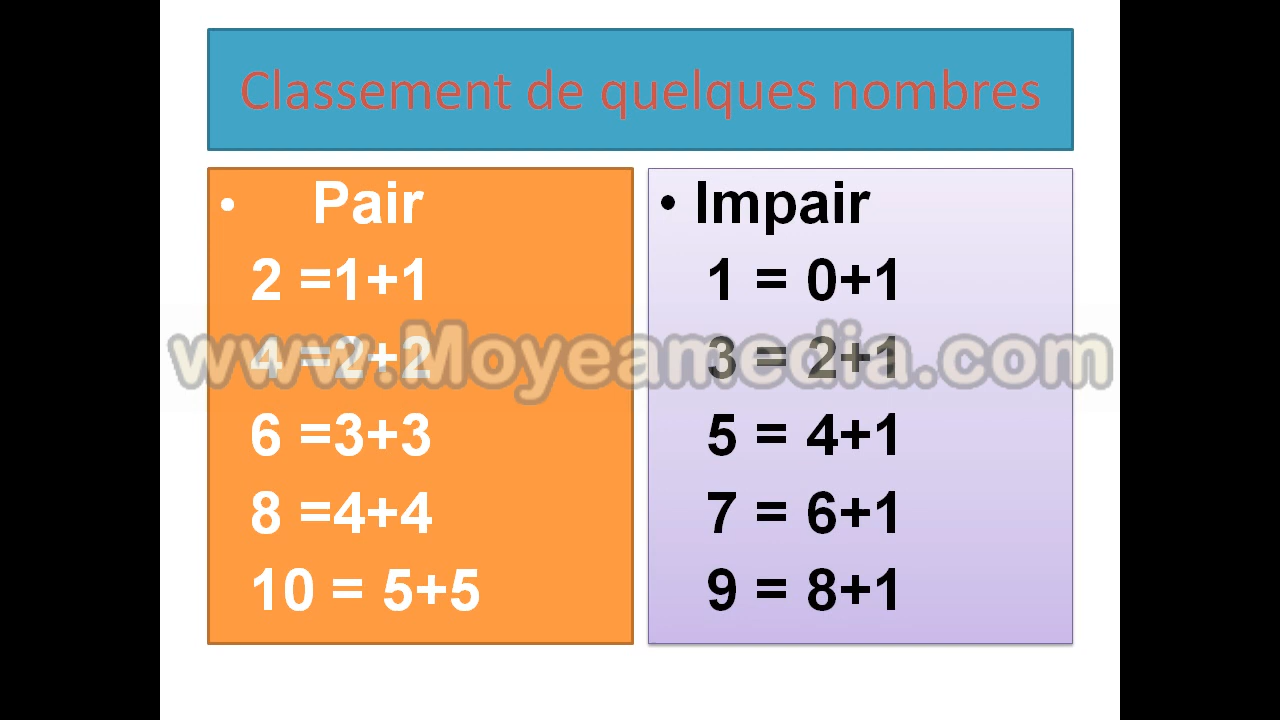 Classement de quelques nombres
• Pair
2 =1+1
4 =2+2
6 =3+3
8 =4+4
10 = 5+5
• Impair
1 = 0+1
3 = 2+1
5 = 4+1
7 = 6+1
9 = 8+1
www.Moyeamedia.com